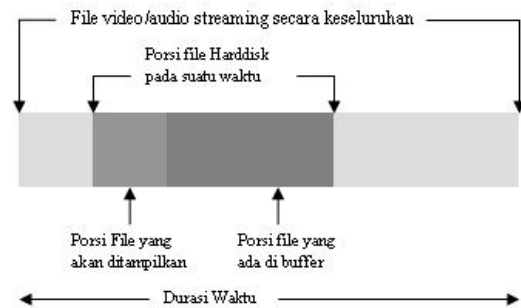 File video/audio streaming secara keseluruhan
Porsi file Harddisk
pada suatu waktu
Porsi File yang
akan ditampilkan
Porsi file yang
ada di buffer
Durasi Waktu